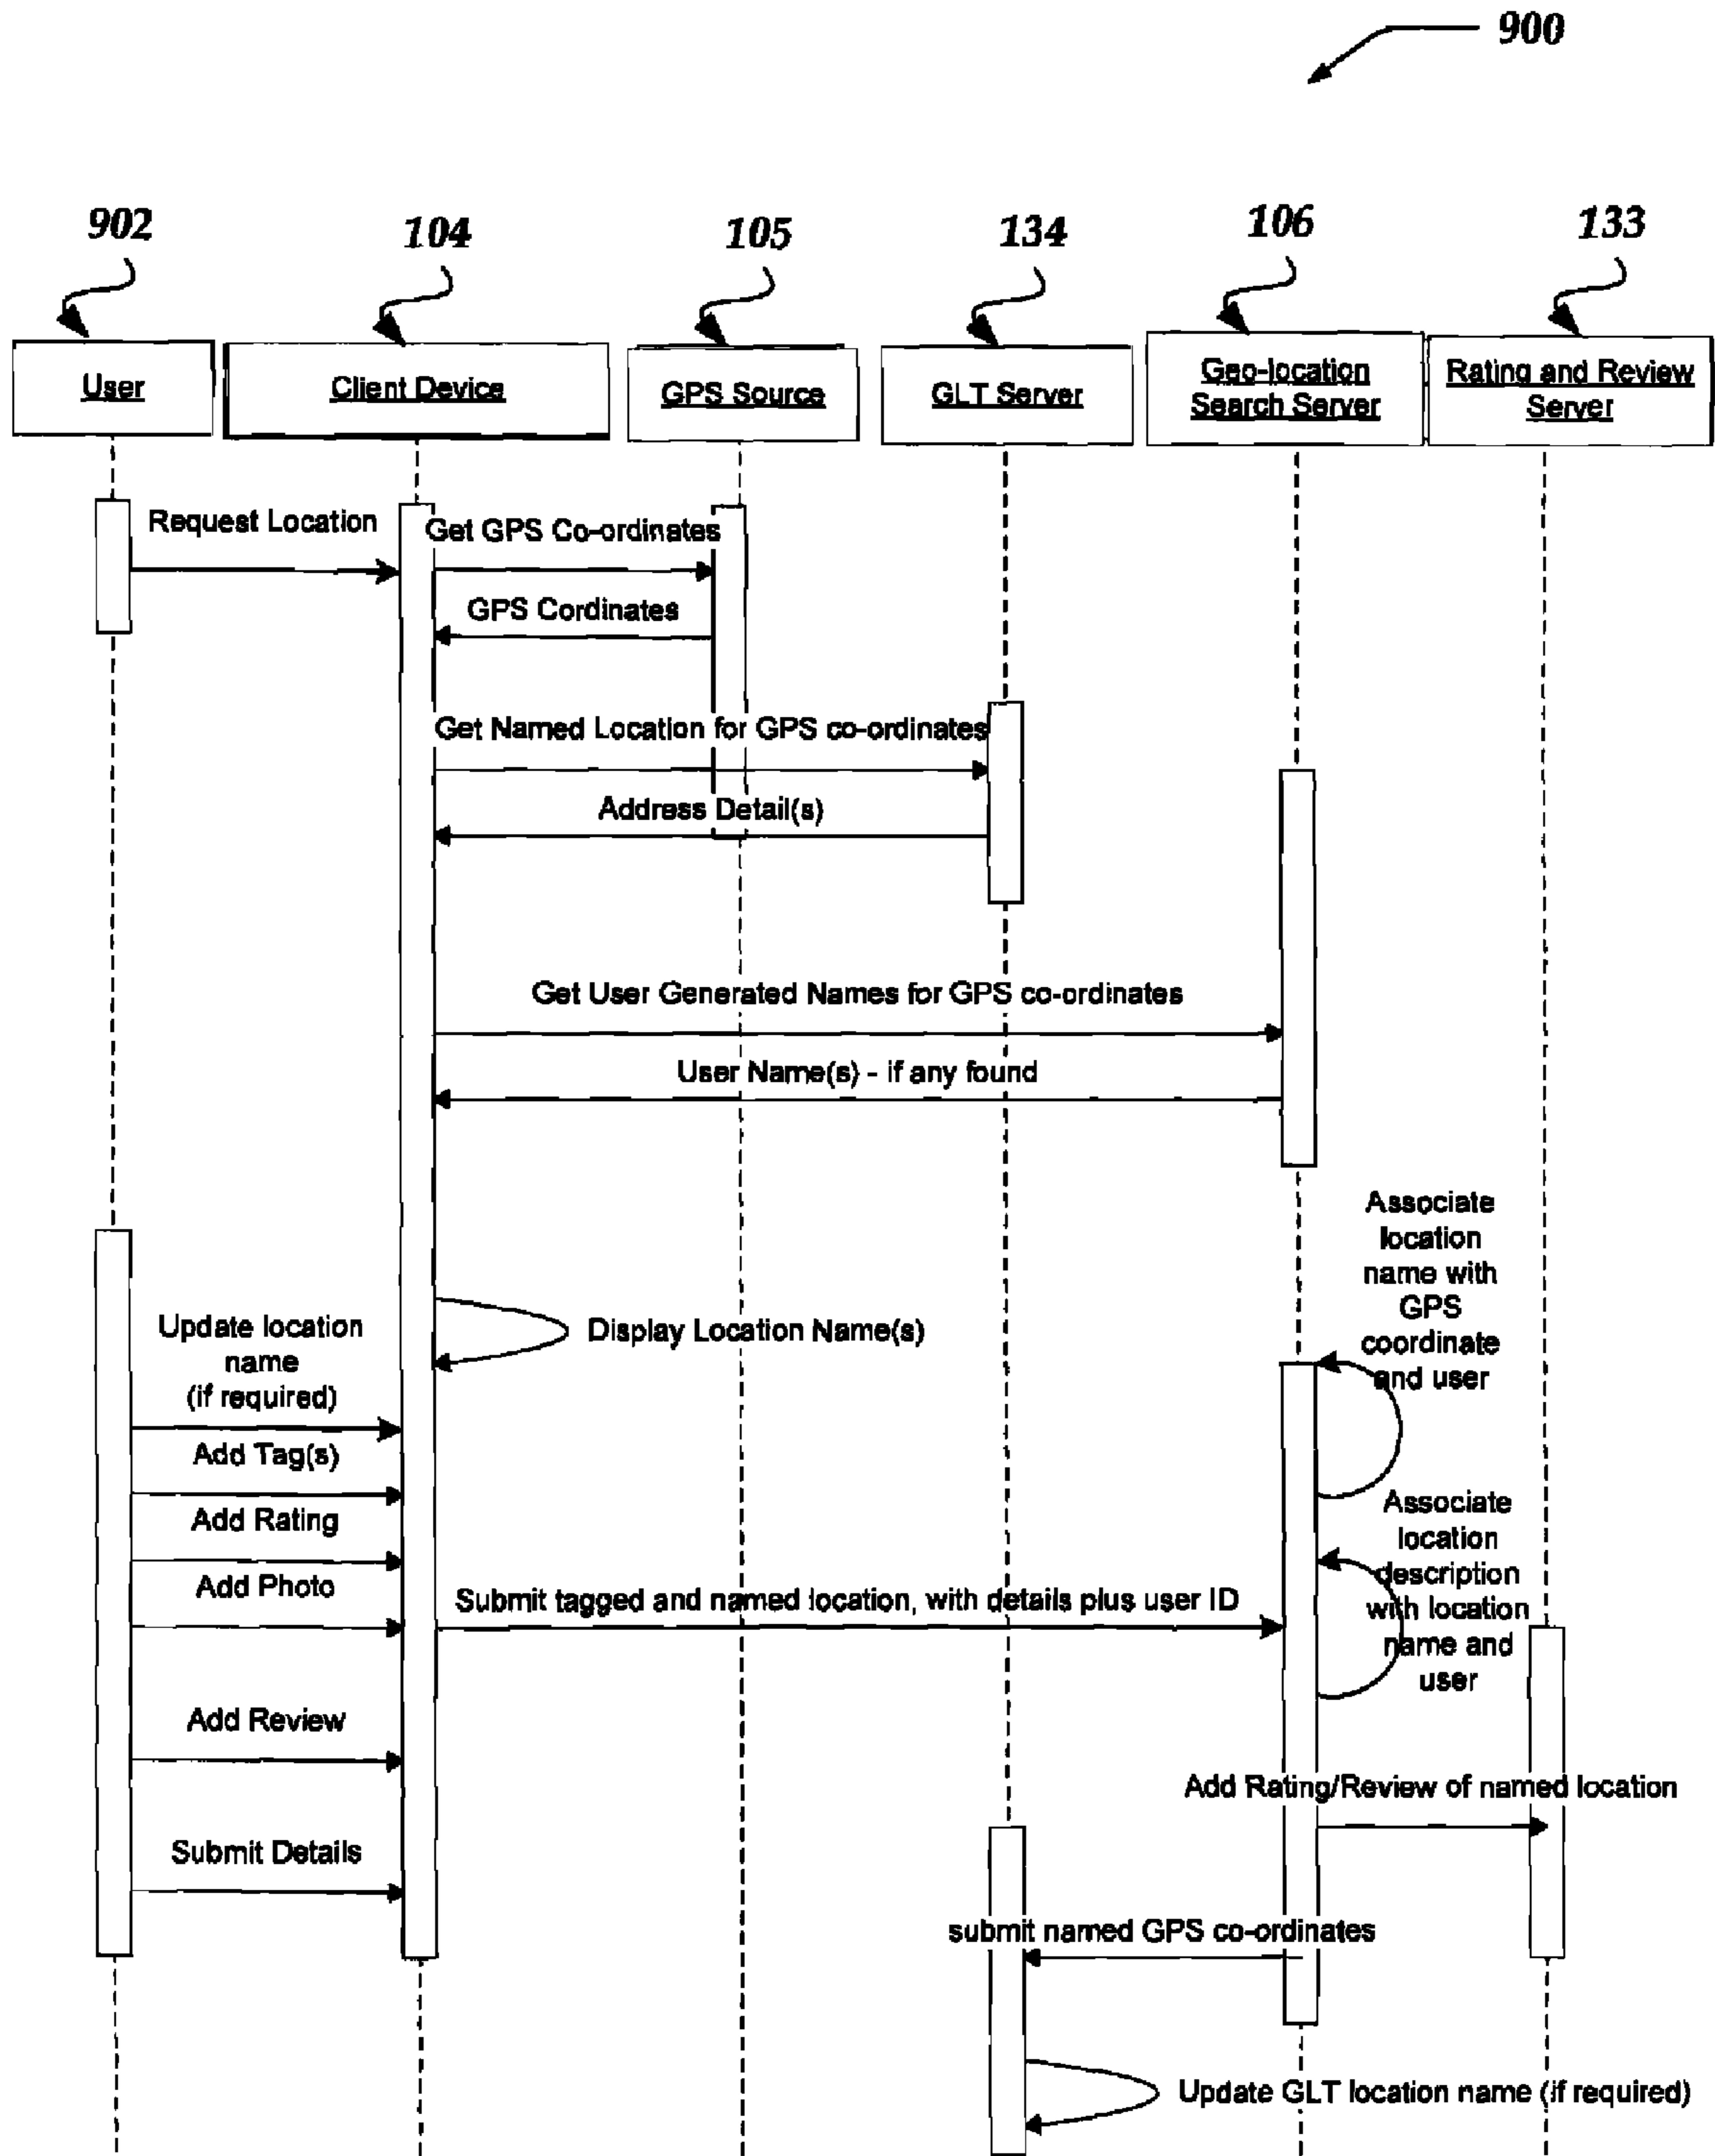 900
902
104
105
134
106
133
User
Client Device
GPS Source
GLT Server
Geo-location
Search Server
Rating and Review
Server
Request Location
Get GPS Co-ordinates
GPS Cordinates
Get Named Location for GPS co-ordinates
Address Detail(s)
Get User Generated Names for GPS co-ordinates
User Name(s) - if any found
Associate
location
name with
GPS
coordinate
and user
Display Location Name(s)
Update location
name
(if required)
Add Tag(s)
Add Rating
Add Photo
Submit tagged and named location, with details plus user ID
Associate
location
description
with location
name and
user
Add Review
Add Rating/Review of named location
Submit Details
submit named GPS co-ordinates
Update GLT location name (if required)